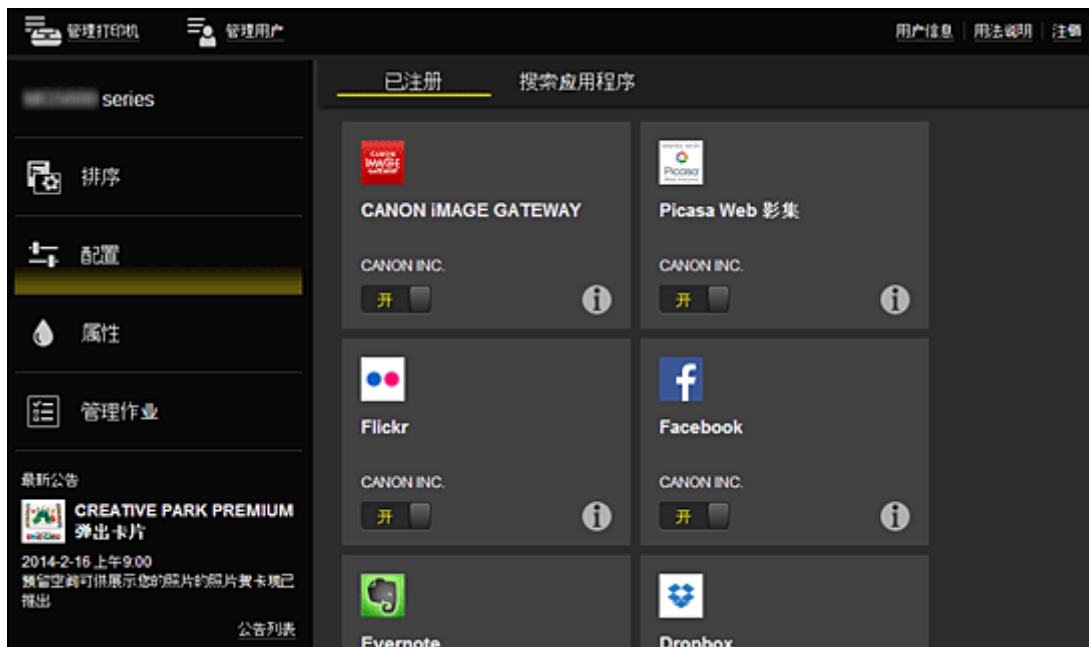 管理打印机
管理用户
用户信息
用法说明
注销
series
排序
配置
属性
管理作业
最新公告
CREATIVE PARK PREMIUM
弹出卡片
2014-2-16 上午9:00
预留空间可供展示您的照片的照片贺卡现已
推出
公告列表
已注册
搜索应用程序
CANON
IMAGE
GATEWAY
CANON iMAGE GATEWAY
CANON INC.
开
Picasa
Picasa Web 影集
CANON INC.
开
Flickr
CANON INC.
开
Facebook
CANON INC.
开
Evernote
Dropbox